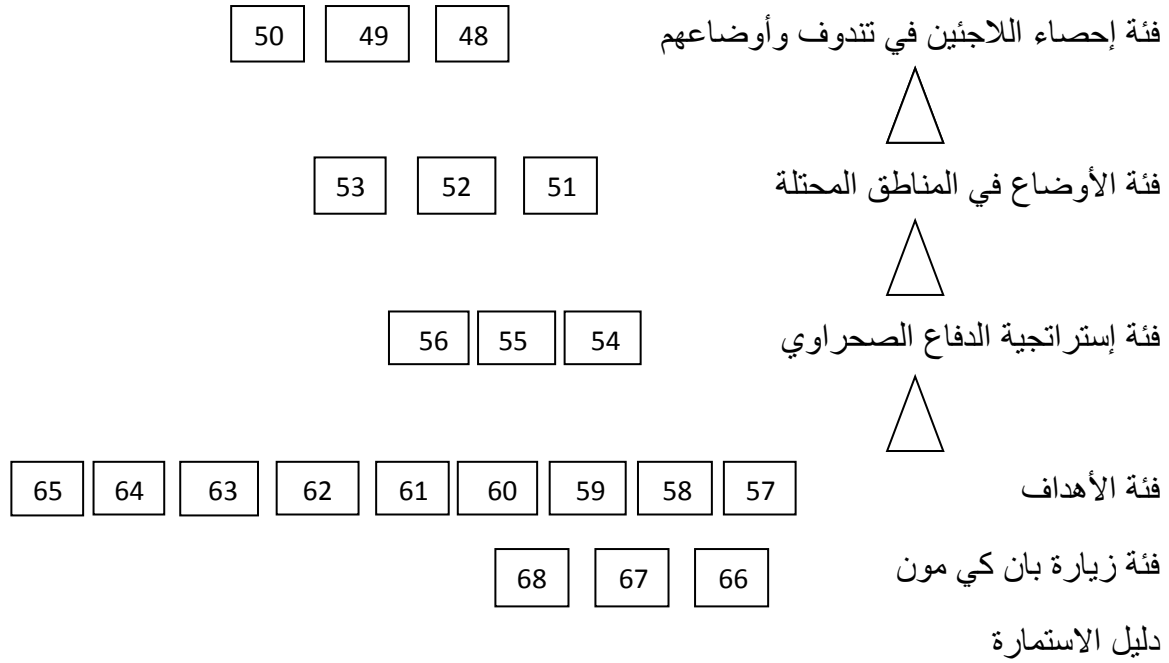 فئة إحصاء اللاجئين في تندوف وأوضاعهم 48 49 50
فئة الأوضاع في المناطق المحتلة 51 52 53
فئة إستراتجية الدفاع الصحراوي 54 55 56
فئة الأهداف 57 58 59 60 61 62 63 64 65
فئة زيارة بان كي مون 66 67 68
دليل الاستمارة